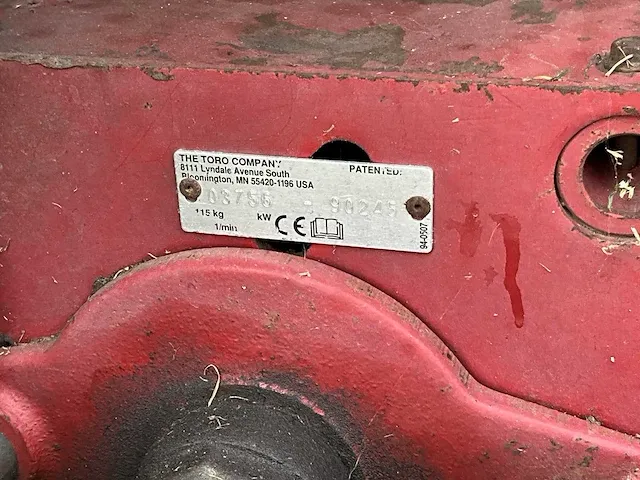 THE TORO COMPANY
PATENTED:
8111 Lyndale Avenue South
Bloomington, MN 55420-1196 USA
115 kg
kW
CE
1/min
94-0507